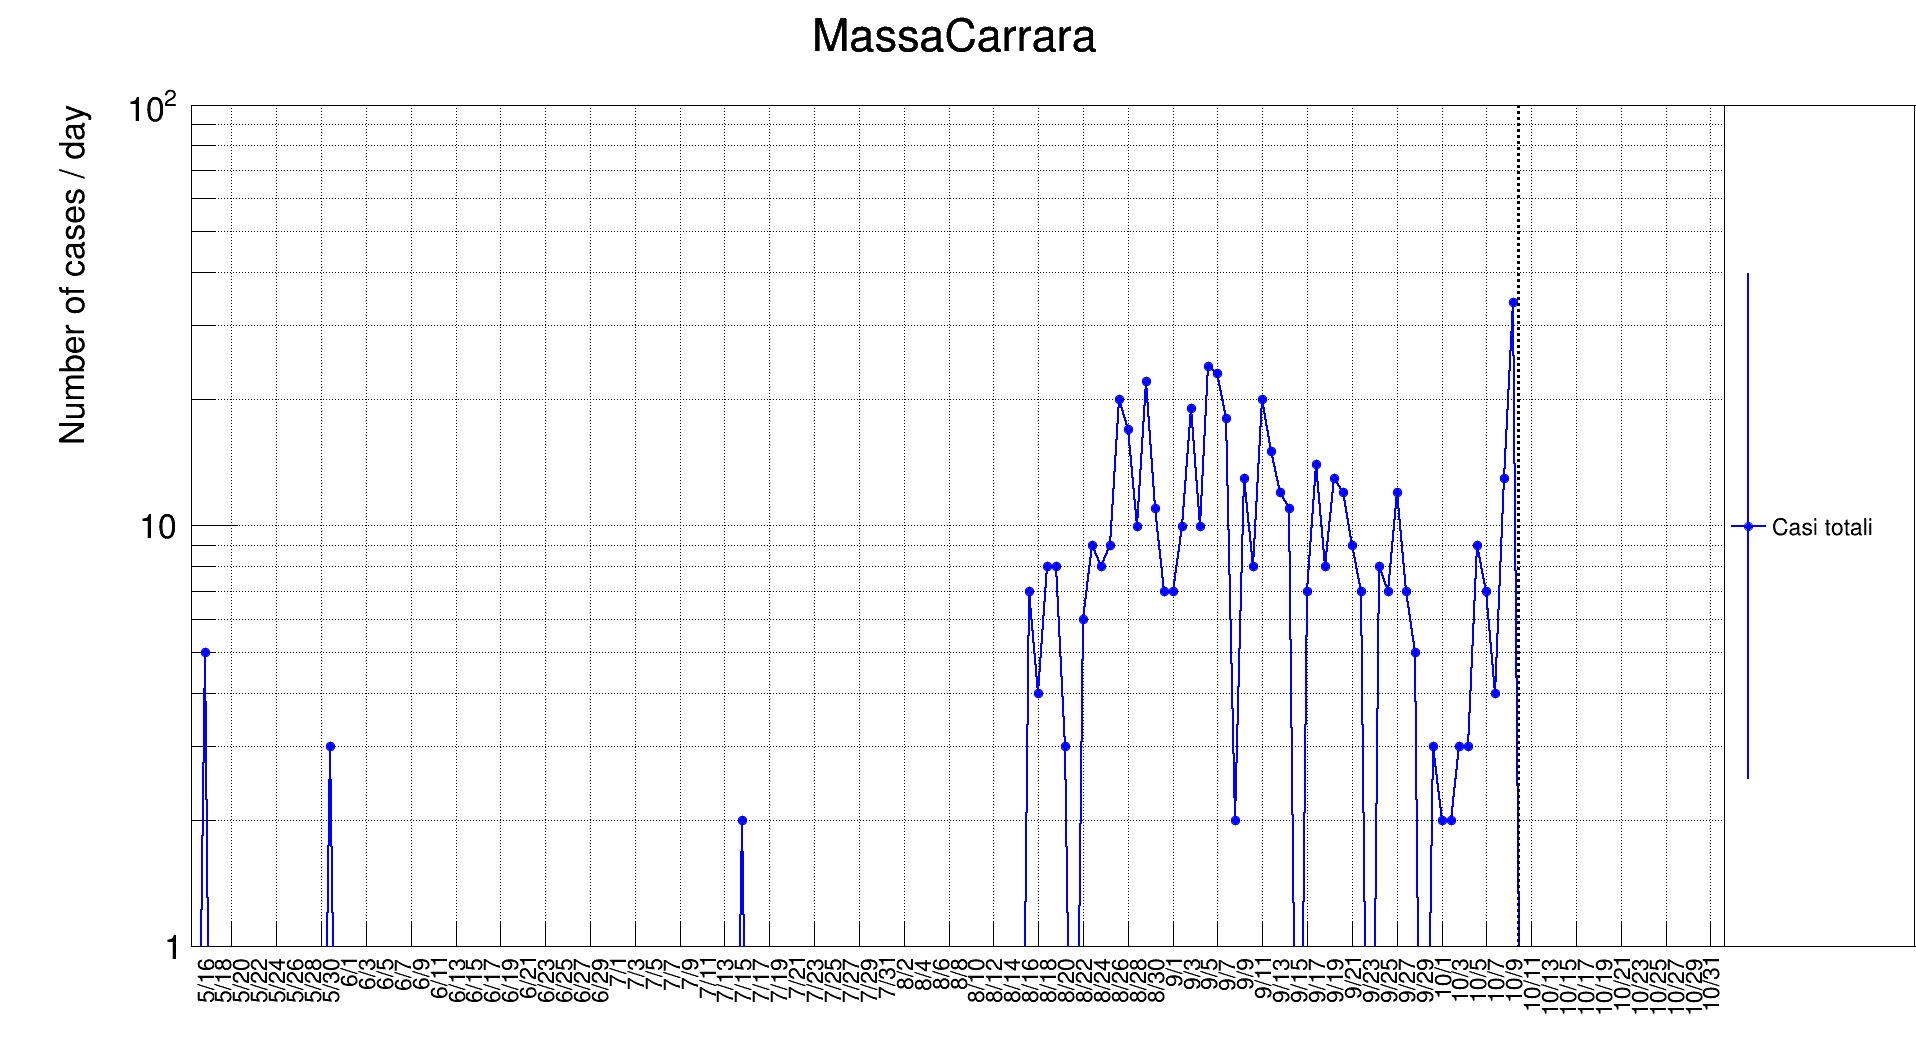 MassaCarrara
Number of cases / day
10²
10
1
Casi totali
5/16 5/18 5/20 5/22 5/24 5/26 5/28 5/30 6/1 6/3 6/5 6/7 6/9 6/11 6/13 6/15 6/17 6/19 6/21 6/23 6/25 6/27 6/29 7/1 7/3 7/5 7/7 7/9 7/11 7/13 7/15 7/17 7/19 7/21 7/23 7/25 7/27 7/29 7/31 8/2 8/4 8/6 8/8 8/10 8/12 8/14 8/16 8/18 8/20 8/22 8/24 8/26 8/28 8/30 9/1 9/3 9/5 9/7 9/9 9/11 9/13 9/15 9/17 9/19 9/21 9/23 9/25 9/27 9/29 10/1 10/3 10/5 10/7 10/9 10/11 10/13 10/15 10/17 10/19 10/21 10/23 10/25 10/27 10/29 10/31